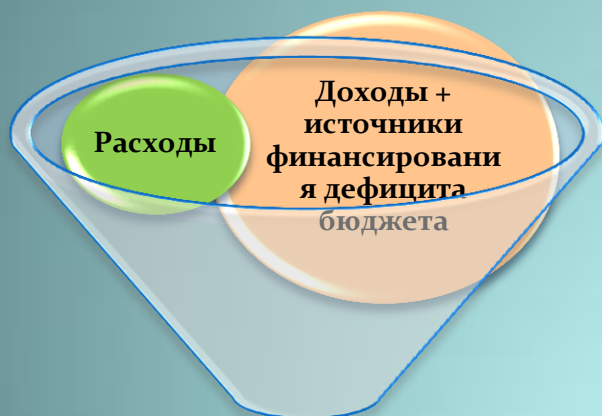 Расходы
Доходы +
источники
финансировани
я дефицита
бюджета